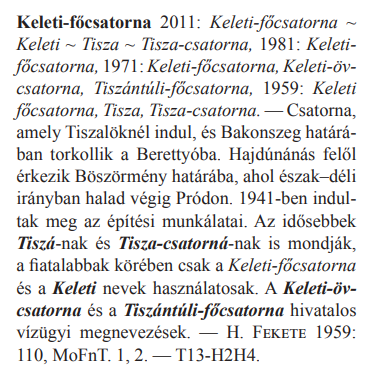 Keleti-főcsatorna 2011: Keleti-főcsatorna ~
Keleti ~ Tisza ~ Tisza-csatorna, 1981: Keleti-
főcsatorna, 1971: Keleti-főcsatorna, Keleti-öv-
csatorna, Tiszántúli-főcsatorna, 1959: Keleti
főcsatorna, Tisza, Tisza-csatorna. — Csatorna,
amely Tiszalöknél indul, és Bakonszeg határá-
ban torkollik a Berettyóba. Hajdúnánás felől
érkezik Böszörmény határába, ahol észak–déli
irányban halad végig Pródon. 1941-ben indul-
tak meg az építési munkálatai. Az idősebbek
Tiszá-nak és Tisza-csatorná-nak is mondják,
a fiatalabbak körében csak a Keleti-főcsatorna
és a Keleti nevek használatosak. A Keleti-öv-
csatorna és a Tiszántúli-főcsatorna hivatalos
vízügyi megnevezések. — H. Fekete 1959:
110, MoFnT. 1, 2. — T13-H2H4.